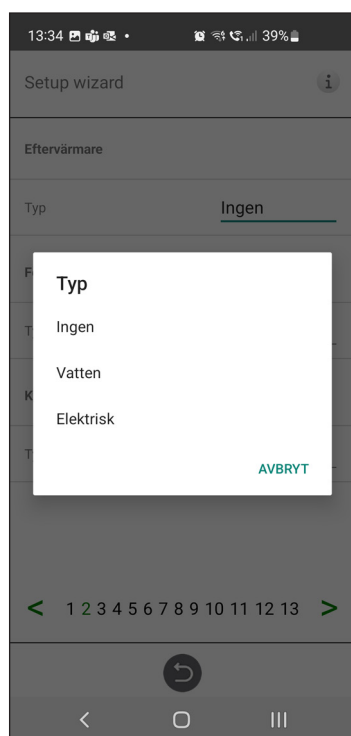 13:34 39%
Setup wizard i
Eftervärmare
Typ Ingen
F
Typ
T
Ingen
Vatten
K
Elektrisk
T
AVBRYT
< 1 2 3 4 5 6 7 8 9 10 11 12 13 >